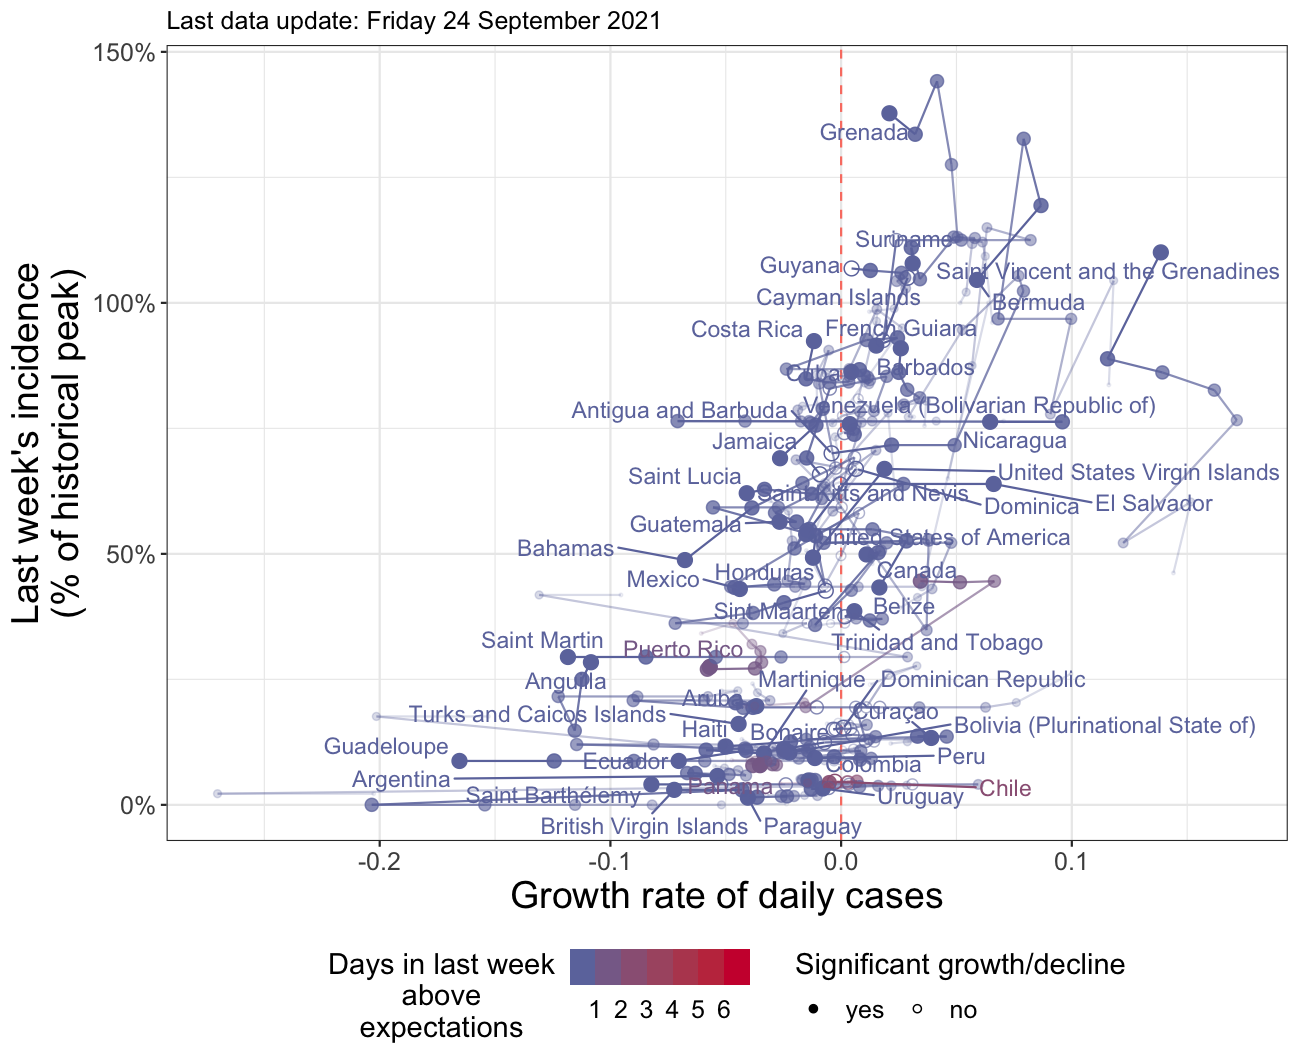 Last data update: Friday 24 September 2021
150%
100%
50%
0%
Last week's incidence
(% of historical peak)
Grenada
Suriname
Guyana
Saint Vincent and the Grenadines
Cayman Islands
Bermuda
Costa Rica
French Guiana
Cuba
Barbados
Antigua and Barbuda
Venezuela (Bolivarian Republic of)
Jamaica
Nicaragua
Saint Lucia
United States Virgin Islands
Saint Kitts and Nevis
Dominica
El Salvador
Guatemala
United States of America
Bahamas
Mexico
Honduras
Canada
Sint Maarten
Belize
Saint Martin
Puerto Rico
Trinidad and Tobago
Anguilla
Martinique
Dominican Republic
Aruba
Turks and Caicos Islands
Curaçao
Haiti
Bonaire
Bolivia (Plurinational State of)
Guadeloupe
Ecuador
Colombia
Peru
Argentina
Panama
Chile
Saint Barthélemy
Uruguay
British Virgin Islands
Paraguay
-0.2
-0.1
0.0
0.1
Growth rate of daily cases
Days in last week
above
expectations
1 2 3 4 5 6
Significant growth/decline
yes
no